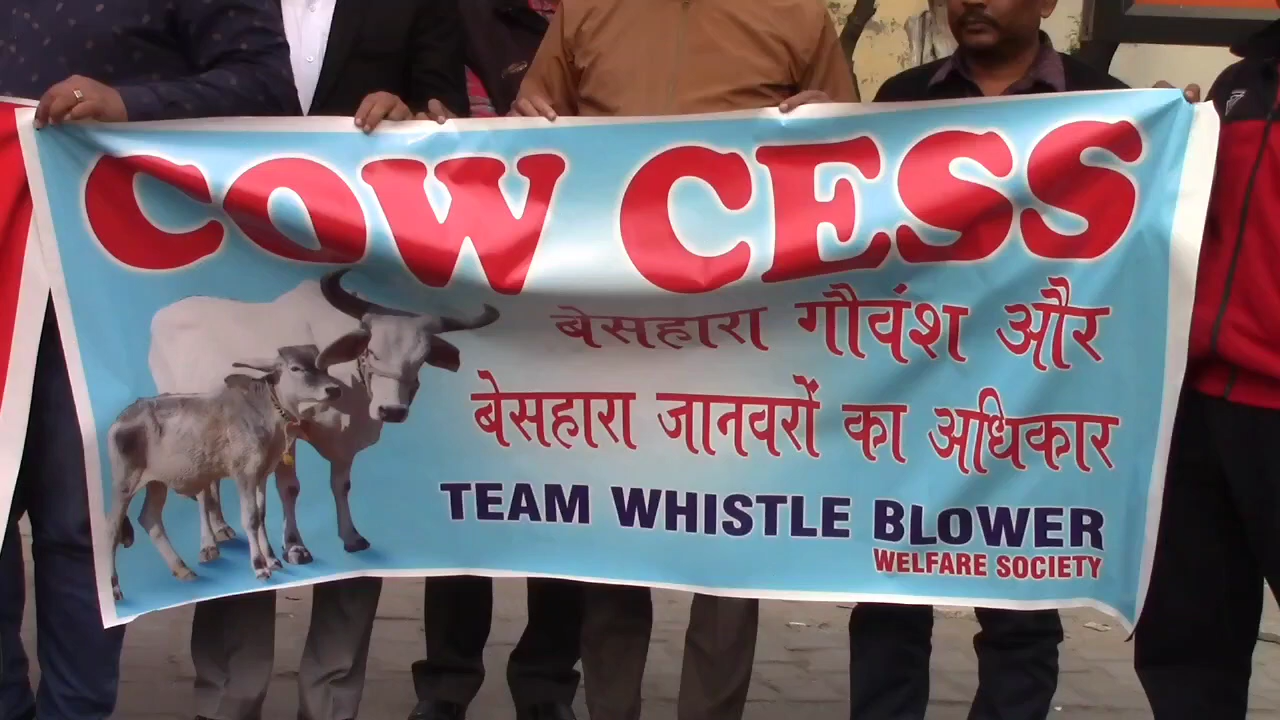 COW CESS
बेसहारा गौवंश और
बेसहारा जानवरों का अधिकार
TEAM WHISTLE BLOWER
WELFARE SOCIETY